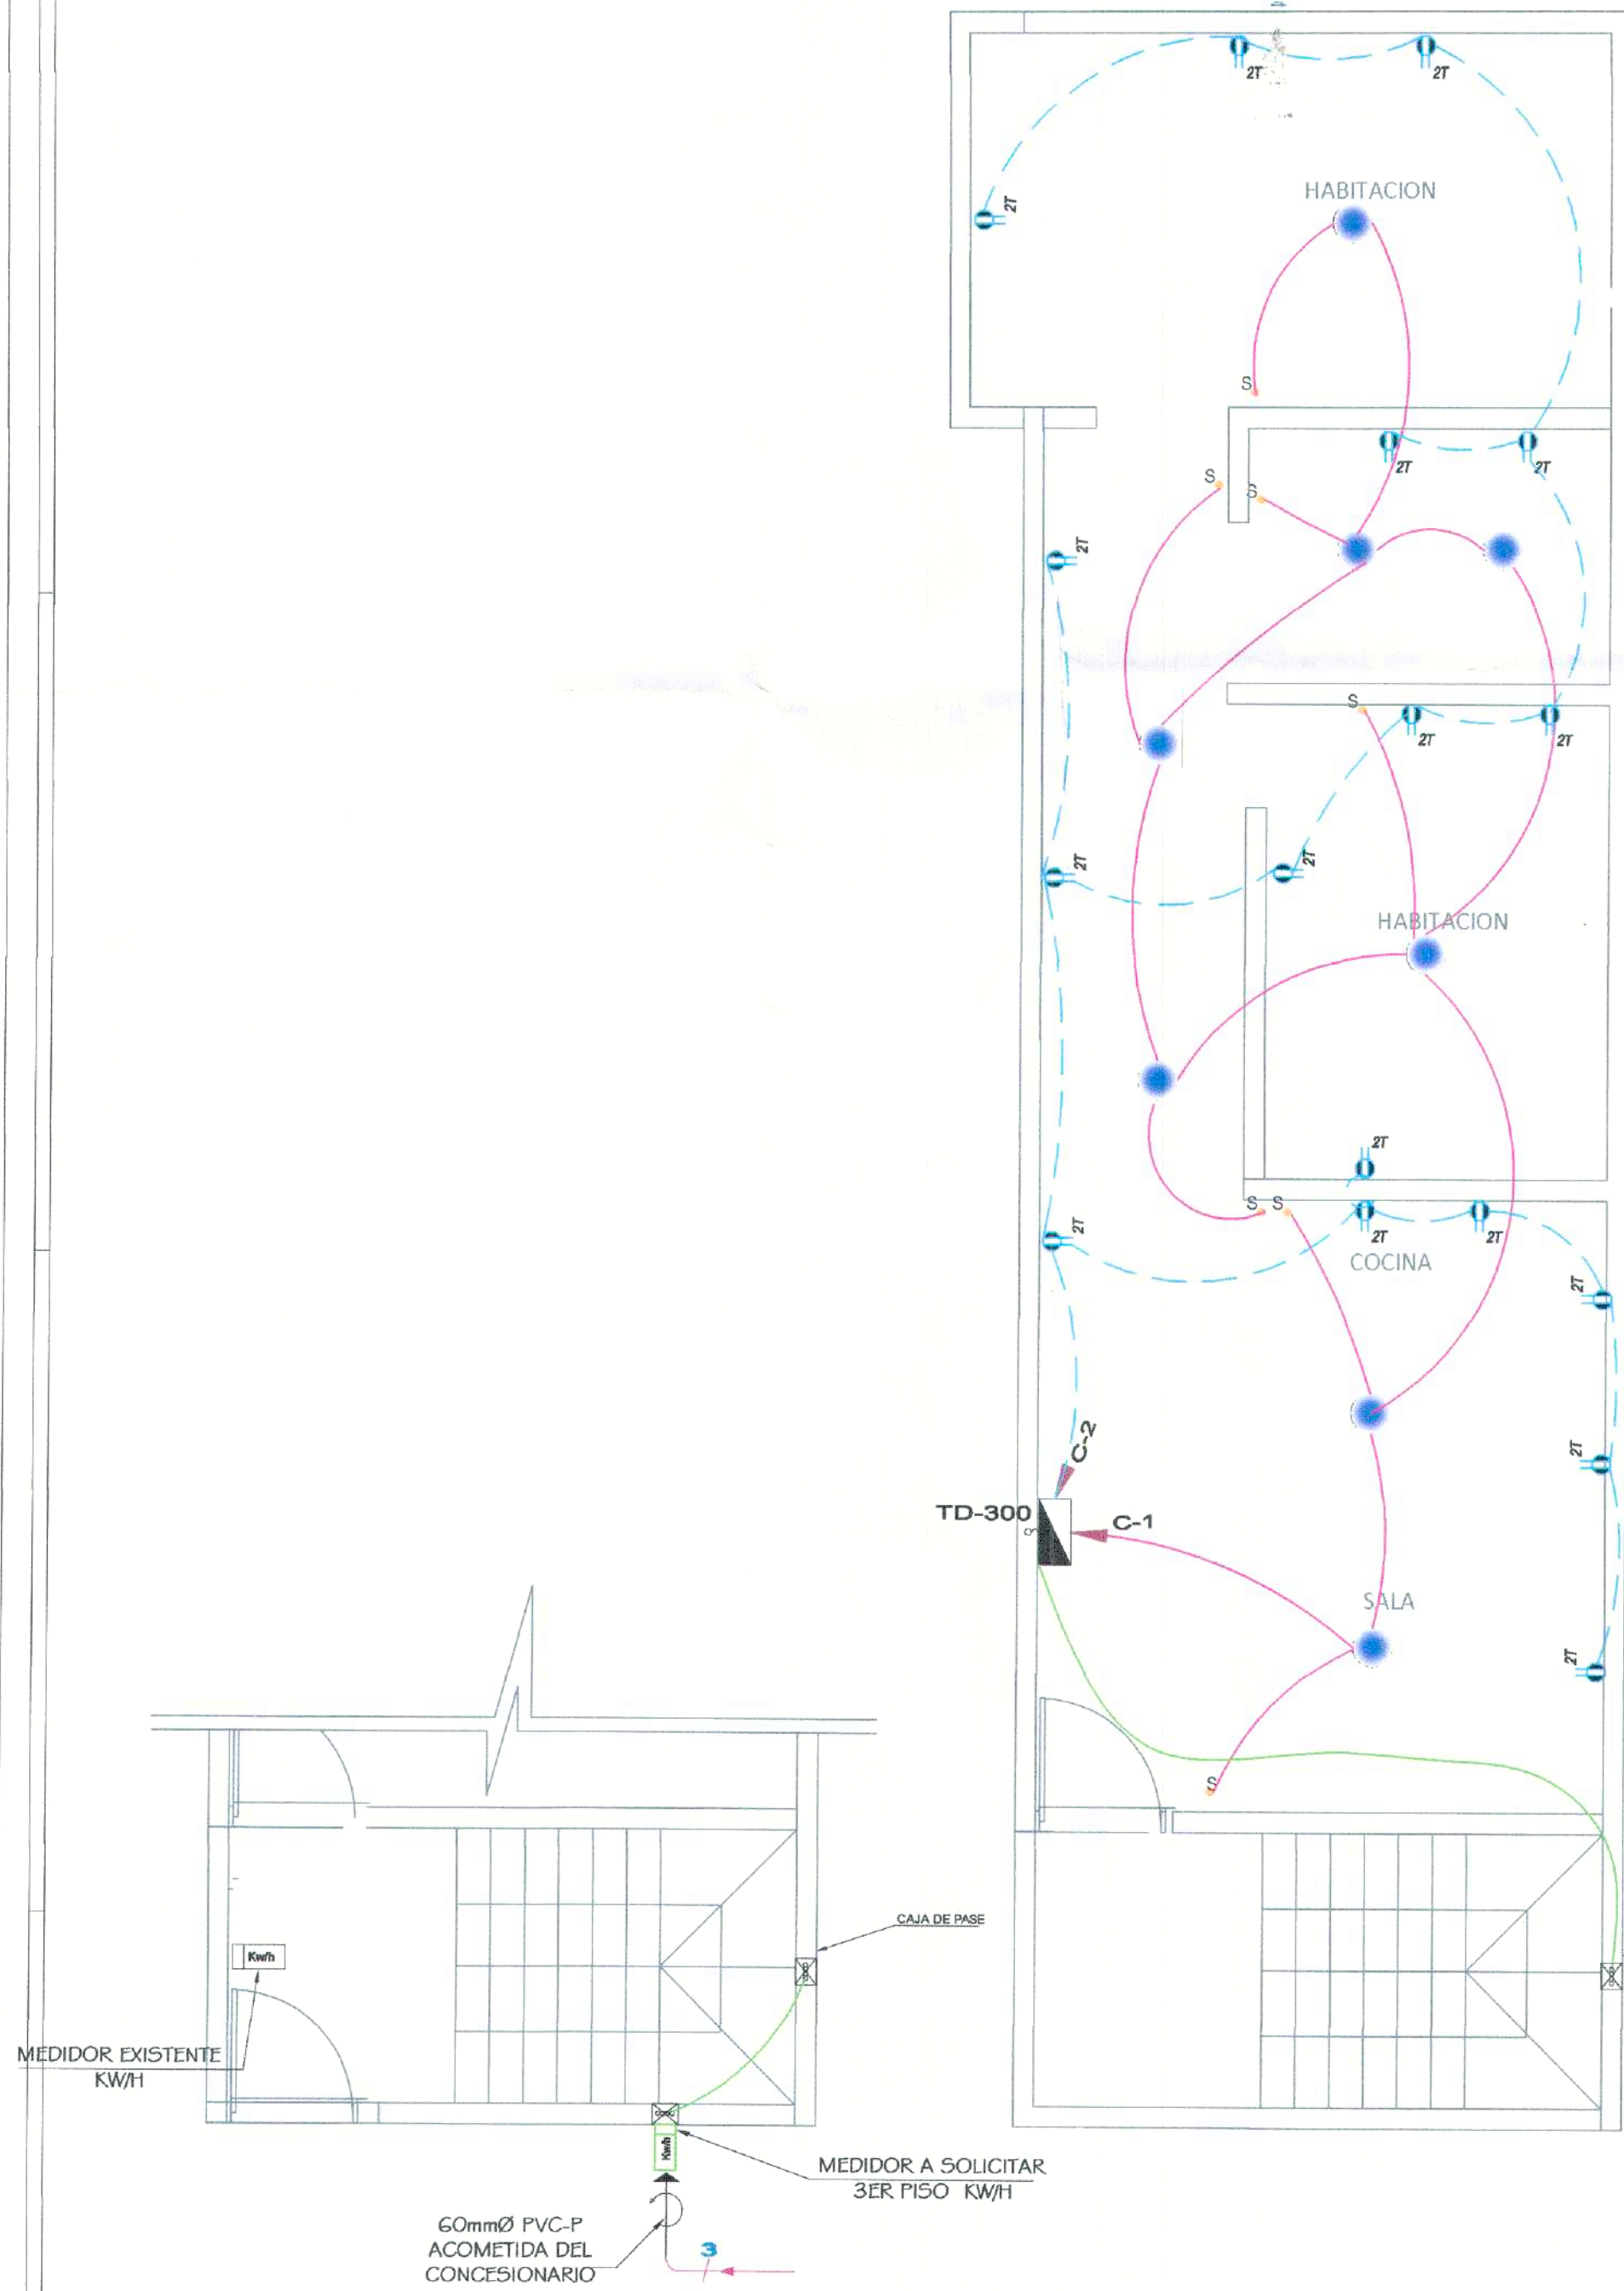 2T
2T
2T
HABITACION
S
2T
2T
S
S
2T
S
2T
2T
2T
2T
HABITACION
2T
S
S
2T
2T
2T
COCINA
2T
C-2
2T
TD-300
S
C-1
SALA
2T
S
CAJA DE PASE
Kw/h
MEDIDOR EXISTENTE
KW/H
Kw/h
MEDIDOR A SOLICITAR
3ER PISO KW/H
60mmØ PVC-P
ACOMETIDA DEL
CONCESIONARIO
3